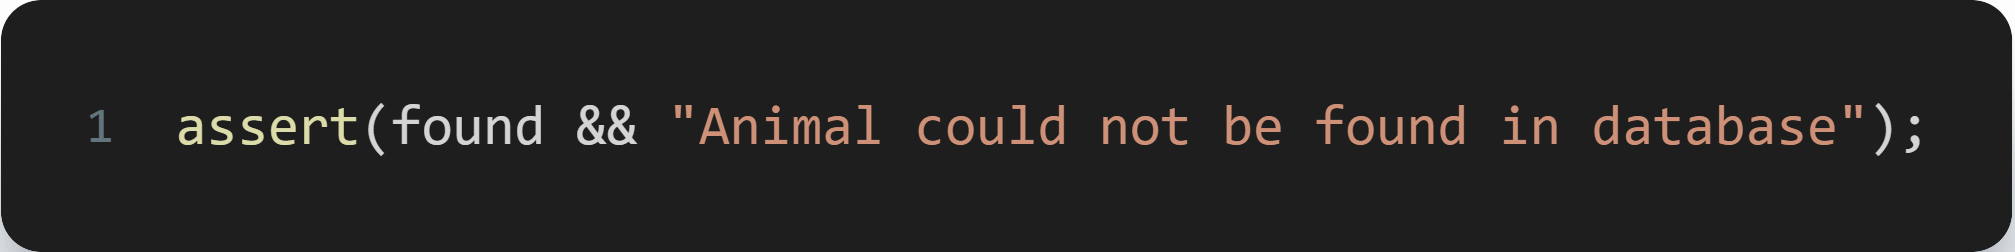 1 assert(found && "Animal could not be found in database");